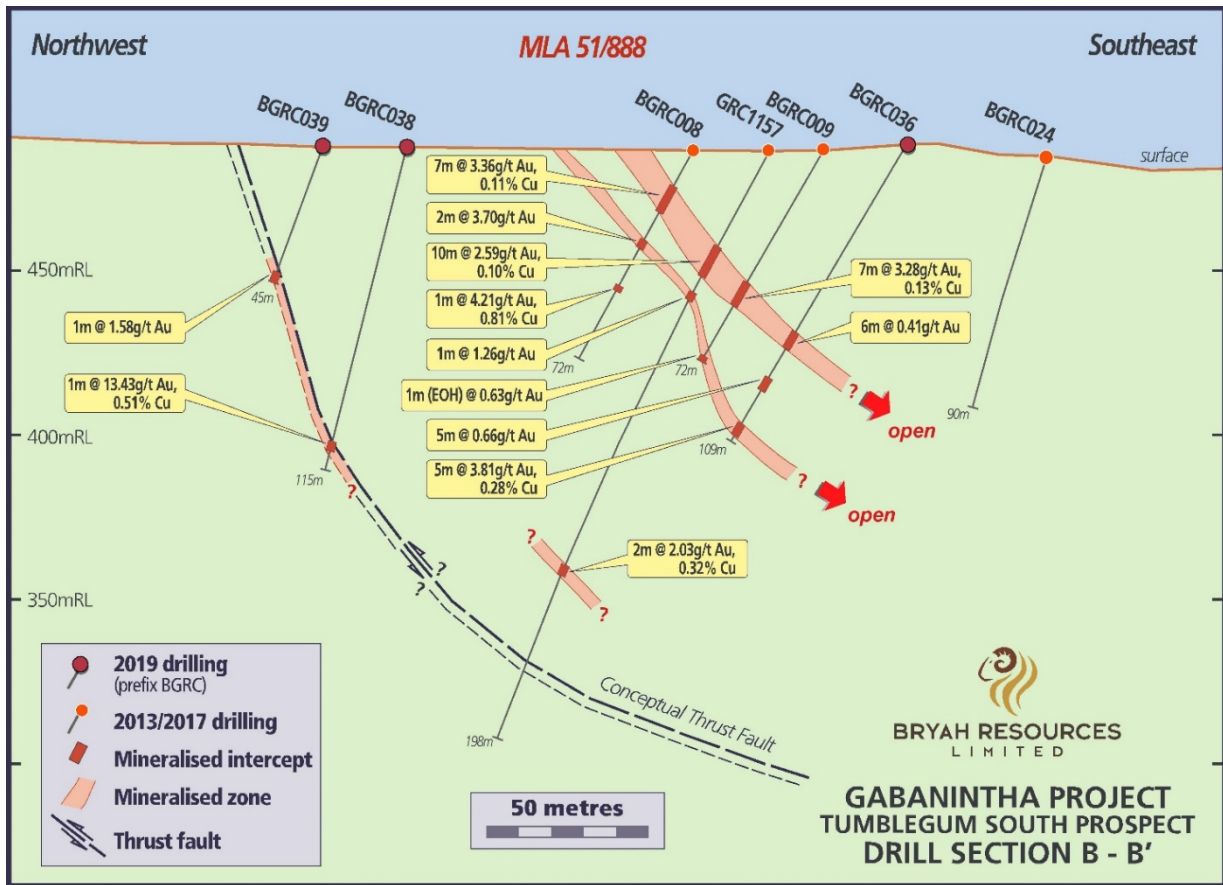 Northwest
MLA 51/888
Southeast
BGRC039
BGRC038
BGRC008
GRC1157
BGRC009
BGRC036
BGRC024
surface
7m @ 3.36g/t Au,
0.11% Cu
2m @ 3.70g/t Au
10m @ 2.59g/t Au,
0.10% Cu
1m @ 4.21g/t Au,
0.81% Cu
1m @ 1.26g/t Au
1m (EOH) @ 0.63g/t Au
5m @ 0.66g/t Au
5m @ 3.81g/t Au,
0.28% Cu
7m @ 3.28g/t Au,
0.13% Cu
6m @ 0.41g/t Au
450mRL
45m
1m @ 1.58g/t Au
72m
72m
1m @ 13.43g/t Au,
0.51% Cu
?
open
90m
400mRL
109m
115m
?
?
open
?
2m @ 2.03g/t Au,
0.32% Cu
?
?
?
350mRL
198m
Conceptual Thrust Fault
2019 drilling
(prefix BGRC)
2013/2017 drilling
Mineralised intercept
Mineralised zone
Thrust fault
50 metres
BRYAH RESOURCES
LIMITED
GABANINTHA PROJECT
TUMBLEGUM SOUTH PROSPECT
DRILL SECTION B - B'